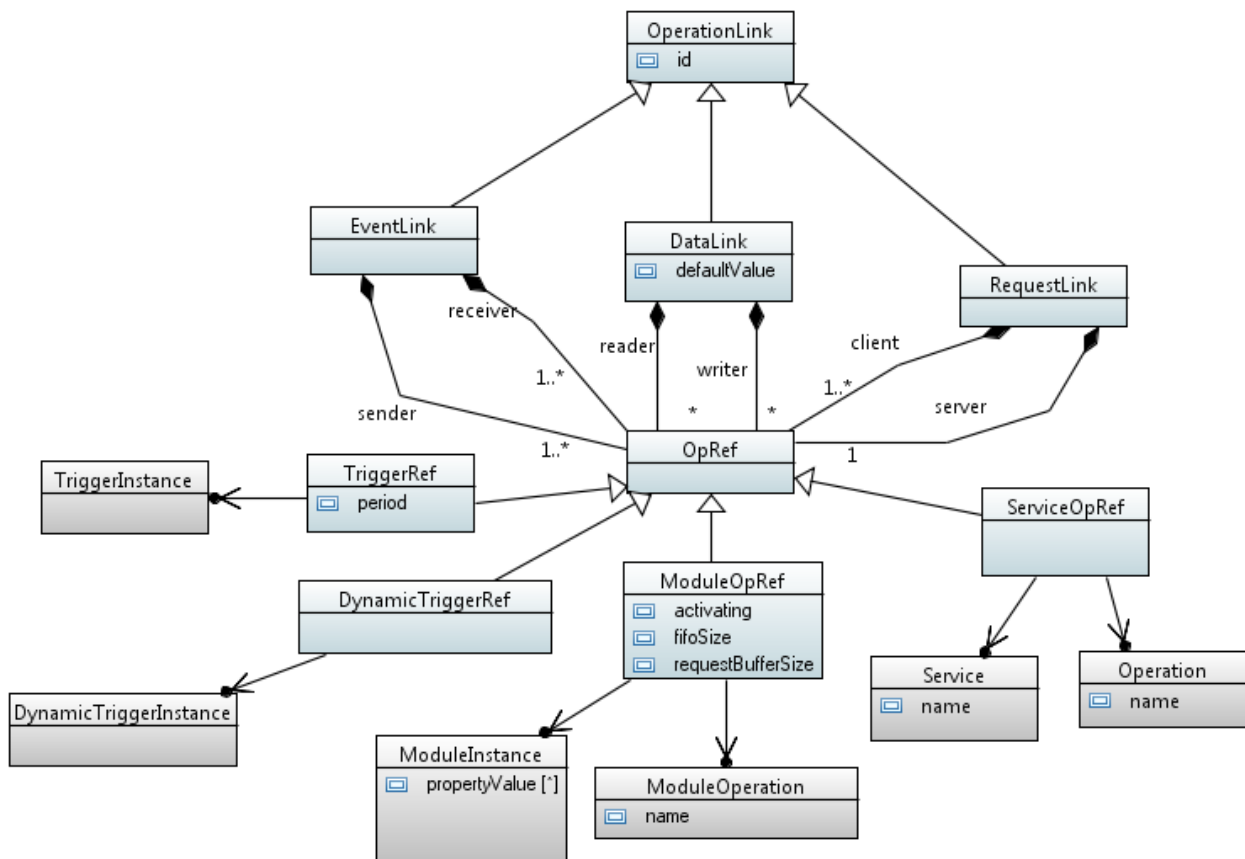 OperationLink
id
EventLink
DataLink
defaultValue
RequestLink
receiver
reader
writer
client
1..*
1..*
sender
server
*
*
1..*
OpRef
1
TriggerInstance
TriggerRef
period
ServiceOpRef
DynamicTriggerRef
ModuleOpRef
activating
fifoSize
requestBufferSize
Service
name
Operation
name
DynamicTriggerInstance
ModuleInstance
propertyValue [*]
ModuleOperation
name